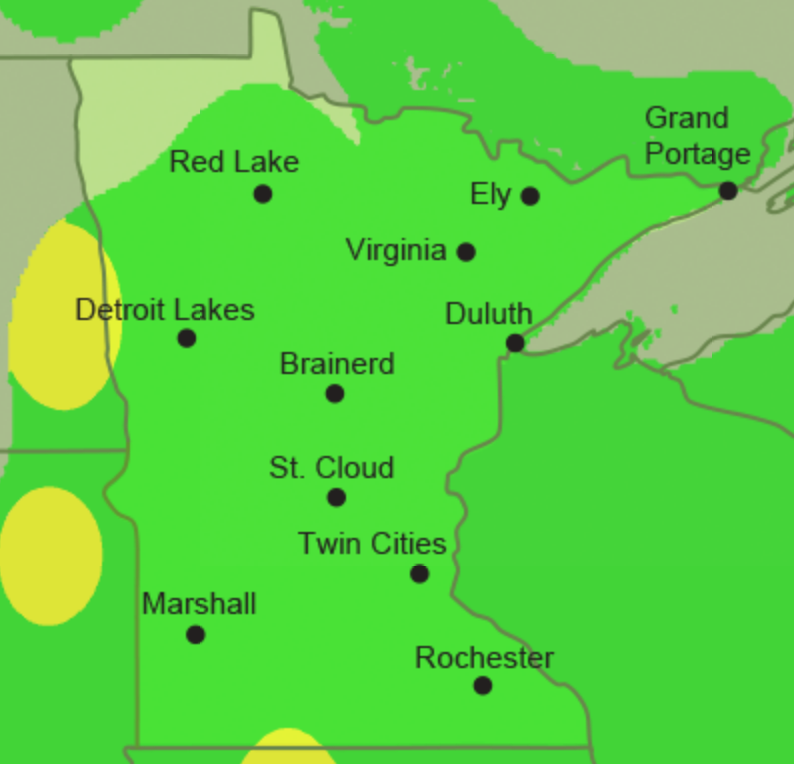 Grand
Portage
Red Lake
Ely
Virginia
Detroit Lakes
Duluth
Brainerd
St. Cloud
Twin Cities
Marshall
Rochester